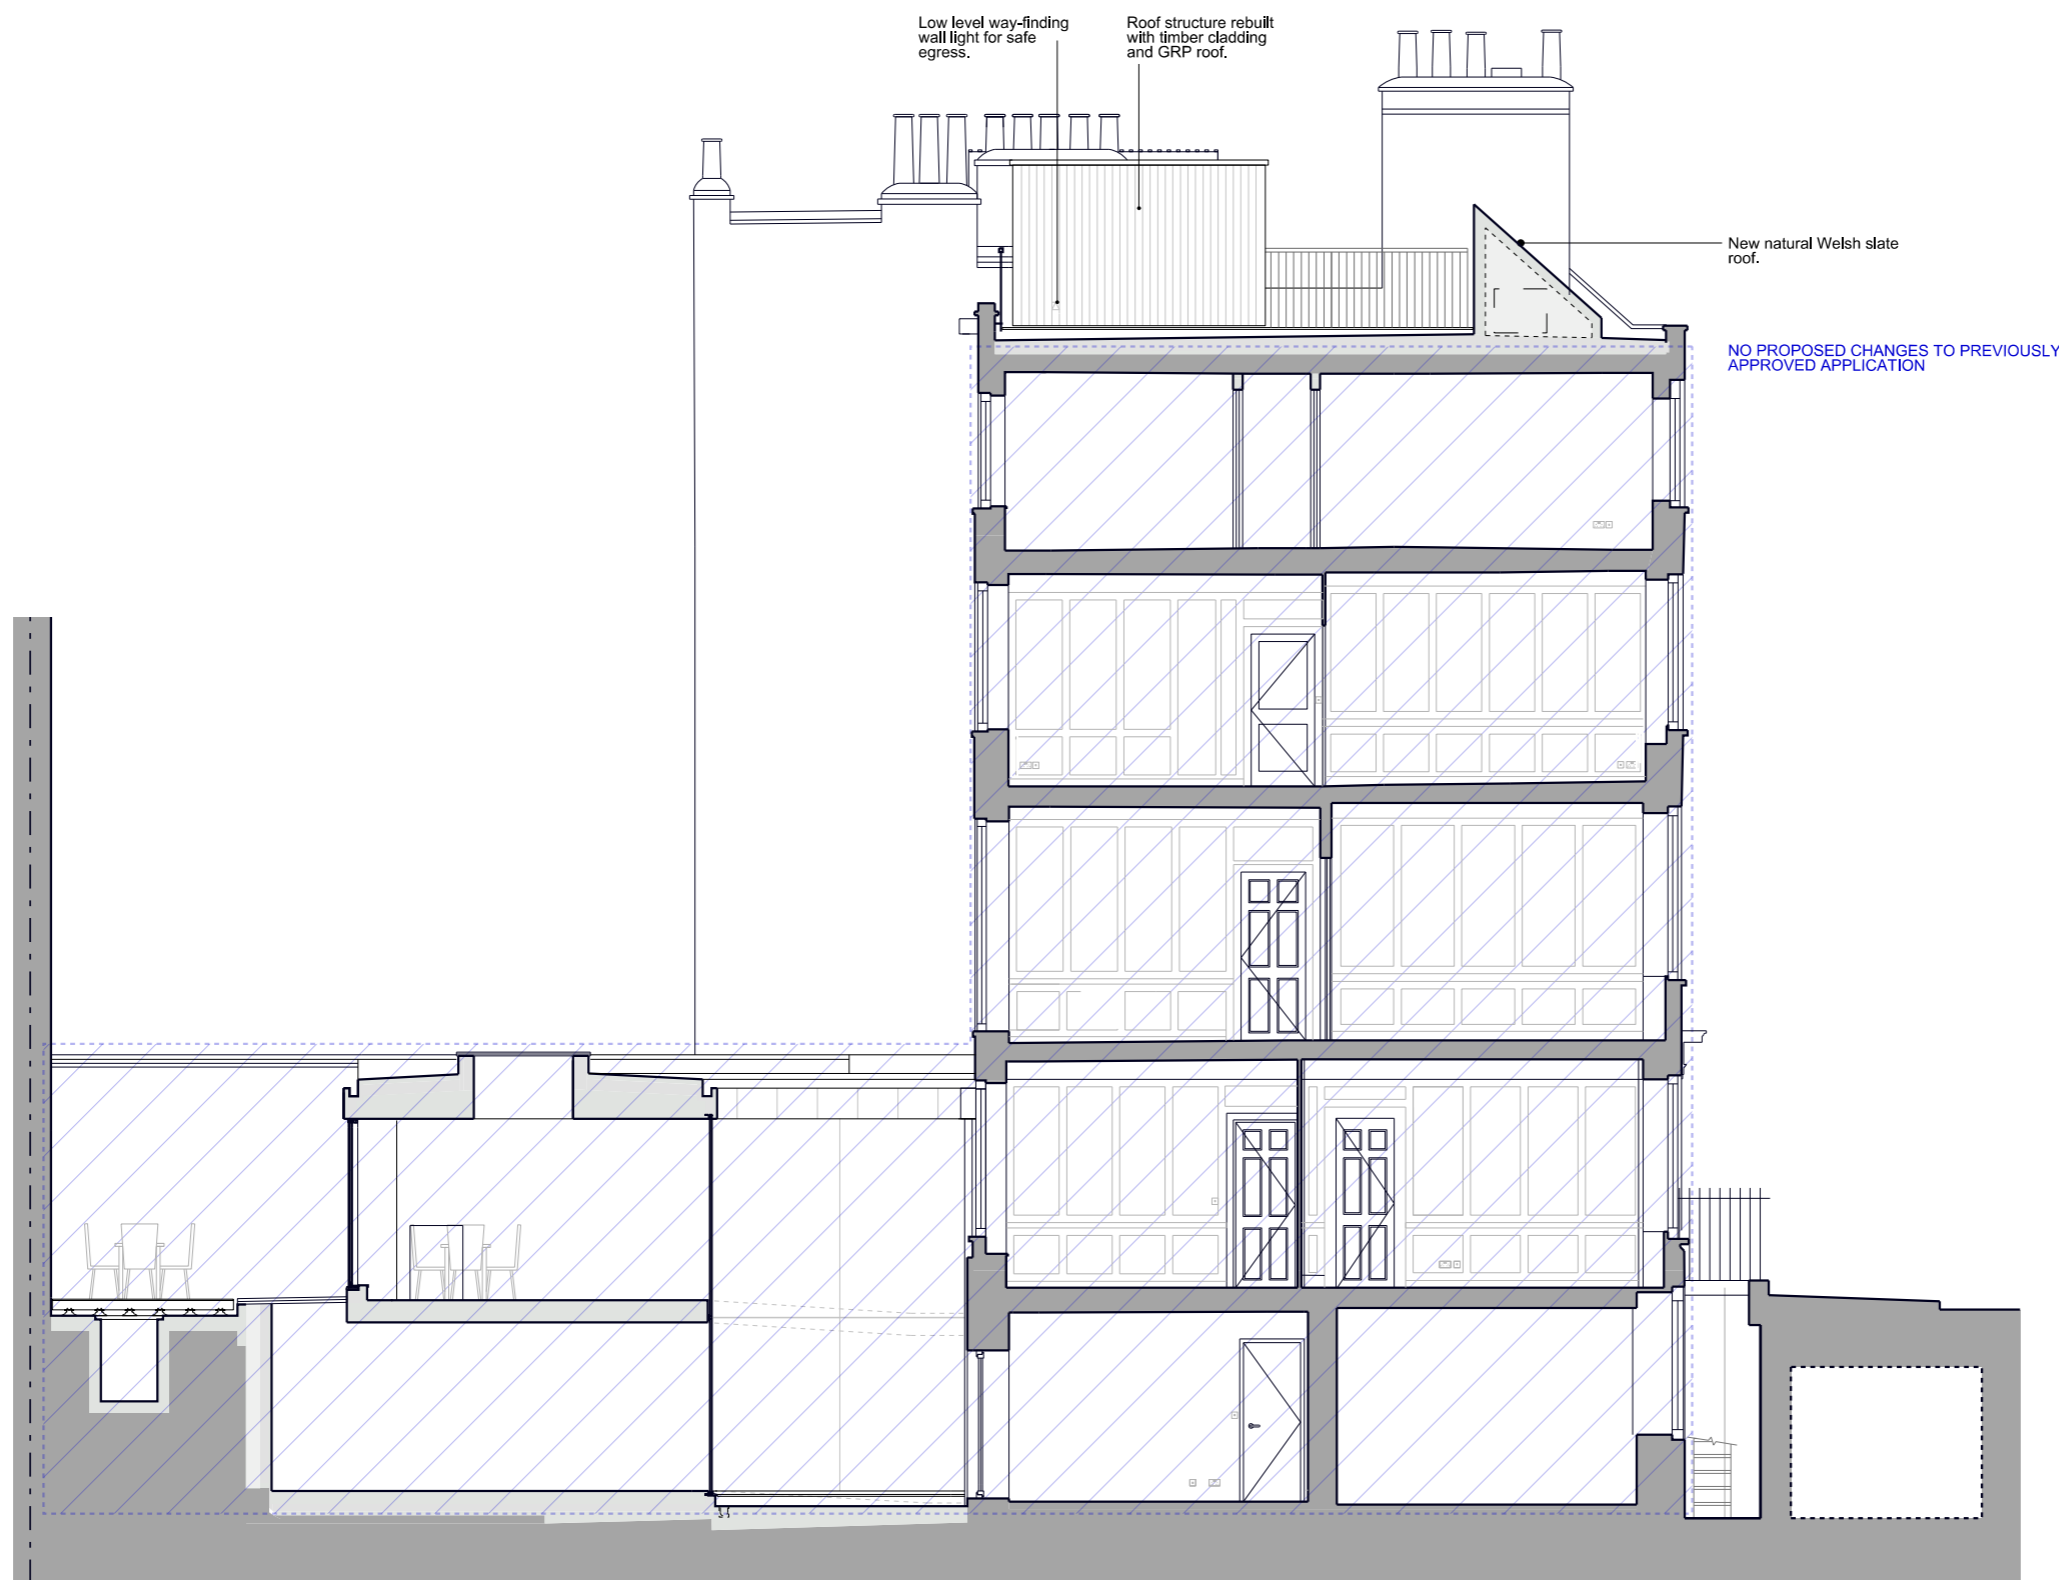 Low level way-finding
wall light for safe
egress.
Roof structure rebuilt
with timber cladding
and GRP roof.
New natural Welsh slate
roof.
NO PROPOSED CHANGES TO PREVIOUSLY
APPROVED APPLICATION